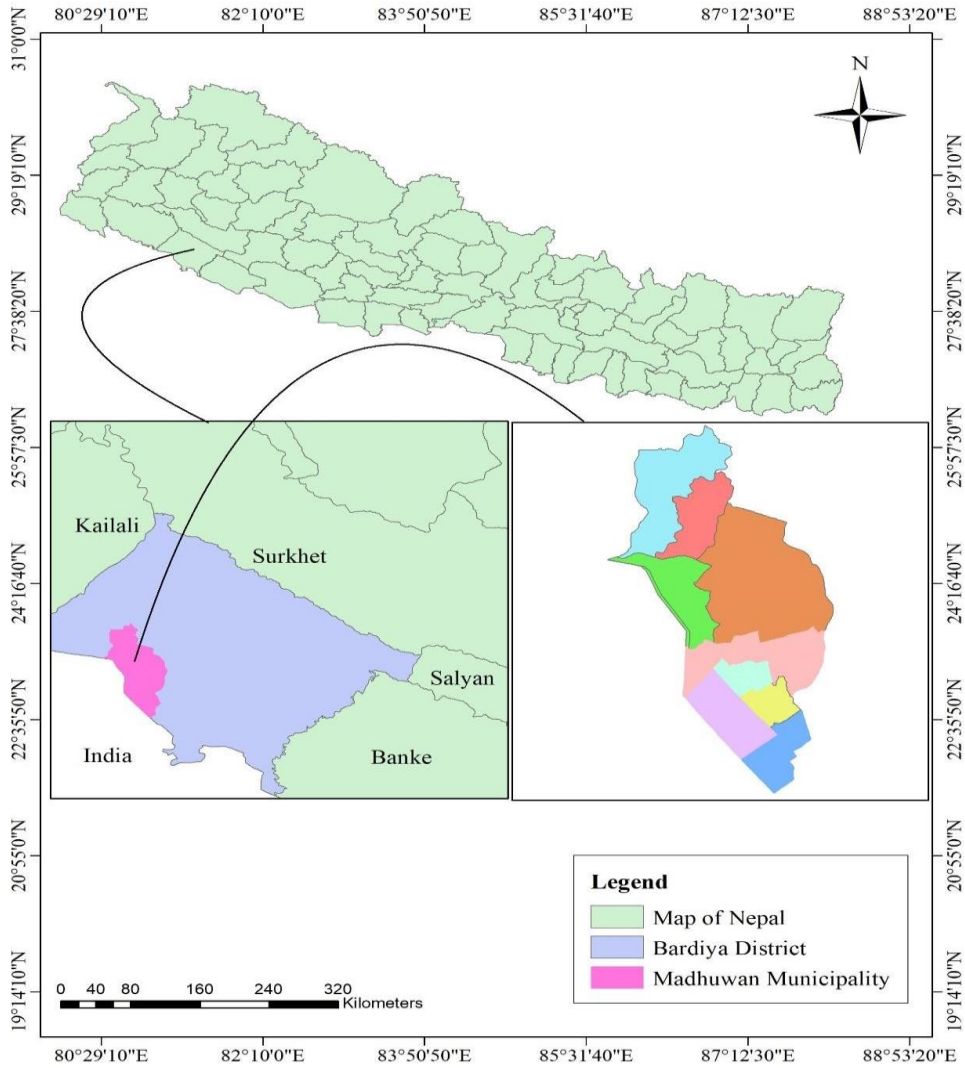 80°29'10"E 82°10'0"E 83°50'50"E 85°31'40"E 87°12'30"E 88°53'20"E
31°0'0"N
31°0'0"N
N
29°19'10"N
29°19'10"N
27°38'20"N
27°38'20"N
25°57'30"N
25°57'30"N
Kailali
Surkhet
24°16'40"N
24°16'40"N
Salyan
22°35'50"N
22°35'50"N
India
Banke
20°55'0"N
20°55'0"N
Legend
Map of Nepal
Bardiya District
Madhuwan Municipality
0 40 80 160 240 320
Kilometers
19°14'10"N
19°14'10"N
80°29'10"E 82°10'0"E 83°50'50"E 85°31'40"E 87°12'30"E 88°53'20"E